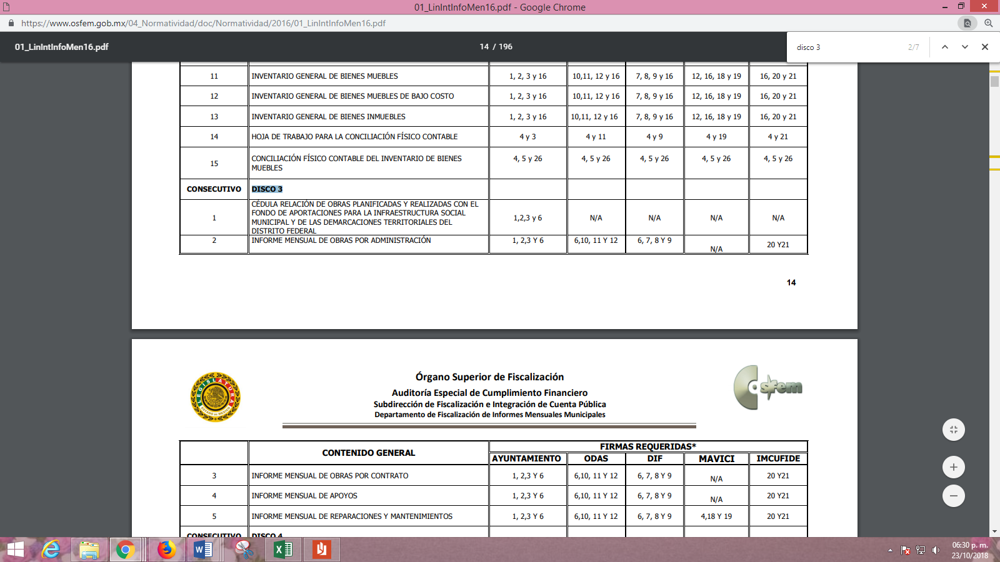 01_LinIntInfoMen16.pdf - Google Chrome
https://www.osfem.gob.mx/04_Normatividad/doc/Normatividad/2016/01_LinIntInfoMen16.pdf
01_LinIntInfoMen16.pdf
14 / 196
disco 3
2/7
11 INVENTARIO GENERAL DE BIENES MUEBLES 1, 2, 3 y 16 10,11, 12 y 16 7, 8, 9 y 16 12, 16, 18 y 19 16, 20 y 21
12 INVENTARIO GENERAL DE BIENES MUEBLES DE BAJO COSTO 1, 2, 3 y 16 10,11, 12 y 16 7, 8, 9 y 16 12, 16, 18 y 19 16, 20 y 21
13 INVENTARIO GENERAL DE BIENES INMUEBLES 1, 2, 3 y 16 10,11, 12 y 16 7, 8, 9 y 16 12, 16, 18 y 19 16, 20 y 21
14 HOJA DE TRABAJO PARA LA CONCILIACIÓN FÍSICO CONTABLE 4 y 3 4 y 11 4 y 9 4 y 19 4 y 21
15 CONCILIACIÓN FÍSICO CONTABLE DEL INVENTARIO DE BIENES
MUEBLES 4, 5 y 26 4, 5 y 26 4, 5 y 26 4, 5 y 26 4, 5 y 26
CONSECUTIVO DISCO 3
1 CÉDULA RELACIÓN DE OBRAS PLANIFICADAS Y REALIZADAS CON EL
FONDO DE APORTACIONES PARA LA INFRAESTRUCTURA SOCIAL
MUNICIPAL Y DE LAS DEMARCACIONES TERRITORIALES DEL
DISTRITO FEDERAL 1,2,3 y 6 N/A N/A N/A N/A
2 INFORME MENSUAL DE OBRAS POR ADMINISTRACIÓN 1, 2,3 Y 6 6,10, 11 Y 12 6, 7, 8 Y 9 N/A 20 Y21
14
LEGISLATURA
ESTADO DE MEXICO
Órgano Superior de Fiscalización
Auditoría Especial de Cumplimiento Financiero
Subdirección de Fiscalización e Integración de Cuenta Pública
Departamento de Fiscalización de Informes Mensuales Municipales
Osfem
CONTENIDO GENERAL
FIRMAS REQUERIDAS*
AYUNTAMIENTO ODAS DIF MAVICI IMCUFIDE
3 INFORME MENSUAL DE OBRAS POR CONTRATO 1, 2,3 Y 6 6,10, 11 Y 12 6, 7, 8 Y 9 N/A 20 Y21
4 INFORME MENSUAL DE APOYOS 1, 2,3 Y 6 6,10, 11 Y 12 6, 7, 8 Y 9 N/A 20 Y21
5 INFORME MENSUAL DE REPARACIONES Y MANTENIMIENTOS 1, 2,3 Y 6 6,10, 11 Y 12 6, 7, 8 Y 9 4,18 Y 19 20 Y21
CONSECUTIVO DISCO 4
06:30 p. m.
23/10/2018